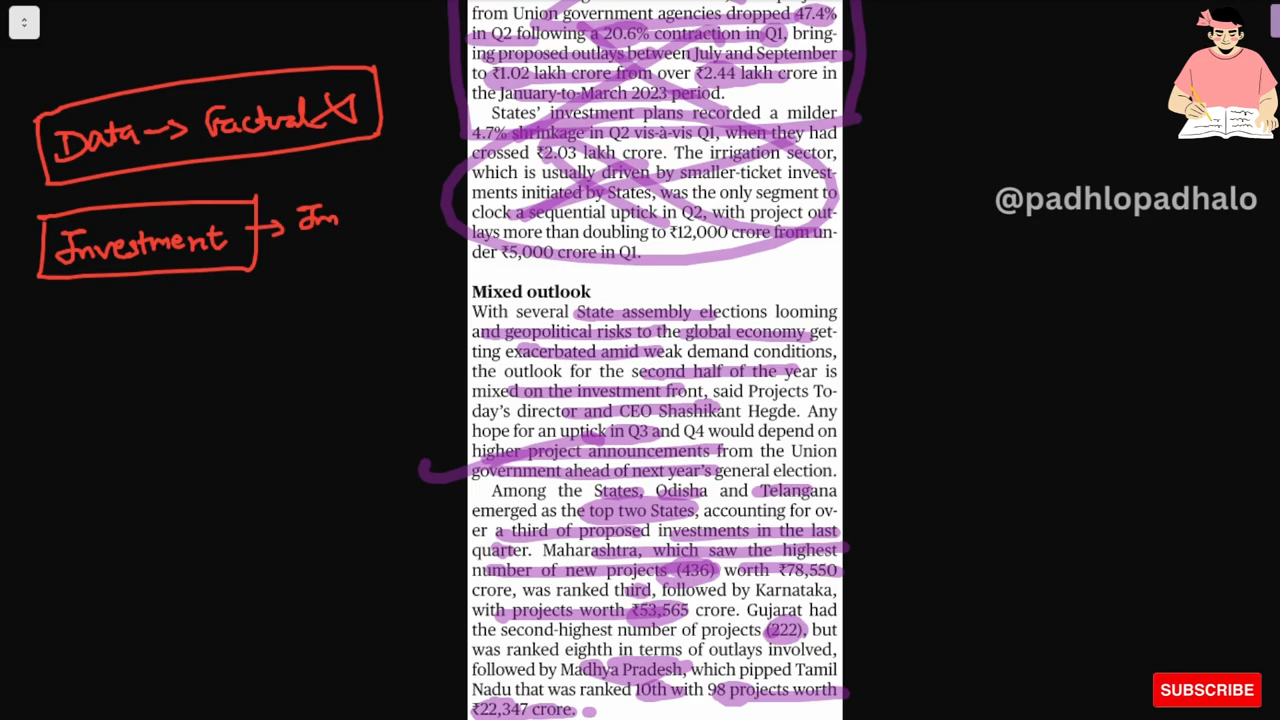 from Union government agencies dropped 47.4%
in Q2 following a 20.6% contraction in Q1, bring-
ing proposed outlays between July and September
to ₹1.02 lakh crore from over ₹2.44 lakh crore in
the January-to-March 2023 period.
States' investment plans recorded a milder
4.7% shrinkage in Q2 vis-à-vis Q1, when they had
crossed ₹2.03 lakh crore. The irrigation sector,
which is usually driven by smaller-ticket invest-
ments initiated by States, was the only segment to
clock a sequential uptick in Q2, with project out-
lays more than doubling to ₹12,000 crore from un-
der ₹5,000 crore in Q1.
Mixed outlook
With several State assembly elections looming
and geopolitical risks to the global economy get-
ting exacerbated amid weak demand conditions,
the outlook for the second half of the year is
mixed on the investment front, said Projects To-
day's director and CEO Shashikant Hegde. Any
hope for an uptick in Q3 and Q4 would depend on
higher project announcements from the Union
government ahead of next year's general election.
Among the States, Odisha and Telangana
emerged as the top two States, accounting for ov-
er a third of proposed investments in the last
quarter. Maharashtra, which saw the highest
number of new projects (436) worth ₹78,550
crore, was ranked third, followed by Karnataka,
with projects worth ₹53,565 crore. Gujarat had
the second-highest number of projects (222), but
was ranked eighth in terms of outlays involved,
followed by Madhya Pradesh, which pipped Tamil
Nadu that was ranked 10th with 98 projects worth
₹22,347 crore.
Data → Factual
Investment → Im
@padhlopadhalo
SUBSCRIBE